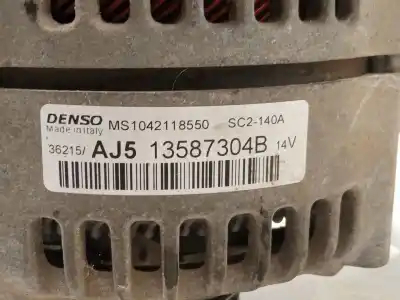 DENSO MS1042118550 SC2-140A
Made in Italy
36215/ AJ5 13587304B 14V